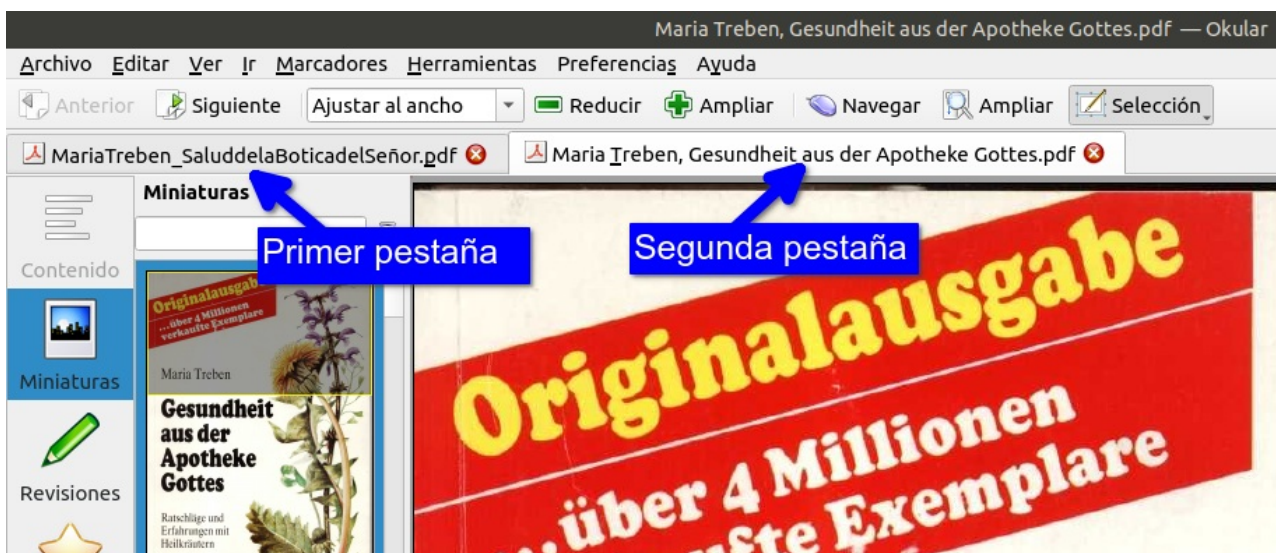 Maria Treben, Gesundheit aus der Apotheke Gottes.pdf — Okular
Archivo Editar Ver Ir Marcadores Herramientas Preferencias Ayuda
Anterior Siguiente Ajustar al ancho Reducir Ampliar Navegar Ampliar Selección
MariaTreben_SaluddelaBoticadelSeñor.pdf Maria Treben, Gesundheit aus der Apotheke Gottes.pdf
Miniaturas
Primer pestaña
Segunda pestaña
Contenido
Miniaturas
Revisiones
Originalausgabe
...über 4 Millionen
verkaufte Exemplare
Maria Treben
Gesundheit
aus der
Apotheke
Gottes
Ratschläge und
Erfahrungen mit
Heilkräutern
Originalausgabe
...über 4 Millionen
Exemplare